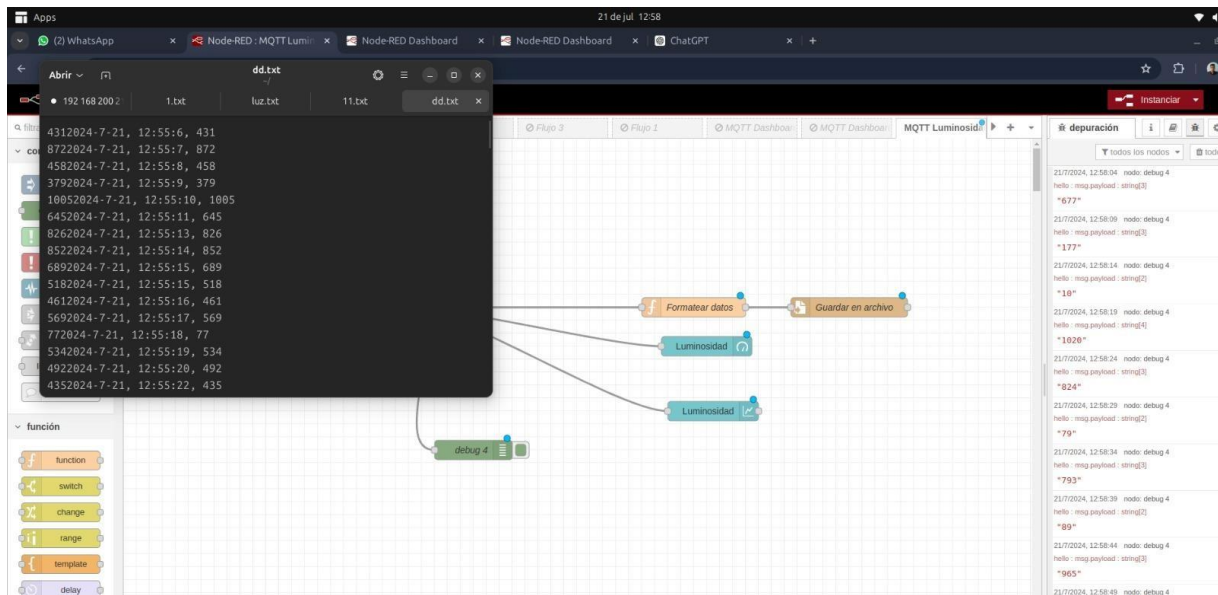 Apps
21 de jul 12:58
(2) WhatsApp
Node-RED : MQTT Lumin
Node-RED Dashboard
Node-RED Dashboard
ChatGPT
Abrir
dd.txt
~/
192 168 200 2
1.txt
luz.txt
11.txt
dd.txt
Instanciar
4312024-7-21, 12:55:6, 431
8722024-7-21, 12:55:7, 872
4582024-7-21, 12:55:8, 458
3792024-7-21, 12:55:9, 379
10052024-7-21, 12:55:10, 1005
6452024-7-21, 12:55:11, 645
8262024-7-21, 12:55:13, 826
8522024-7-21, 12:55:14, 852
6892024-7-21, 12:55:15, 689
5182024-7-21, 12:55:15, 518
4612024-7-21, 12:55:16, 461
5692024-7-21, 12:55:17, 569
772024-7-21, 12:55:18, 77
5342024-7-21, 12:55:19, 534
4922024-7-21, 12:55:20, 492
4352024-7-21, 12:55:22, 435
Flujo 3
Flujo 1
MQTT Dashboar
MQTT Dashboar
MQTT Luminosida
Formatear datos
Guardar en archivo
Luminosidad
Luminosidad
debug 4
función
function
switch
change
range
template
delay
depuración
todos los nodos
todo
21/7/2024, 12:58:04 nodo: debug 4
hello : msg.payload : string[3]
"677"
21/7/2024, 12:58:09 nodo: debug 4
hello : msg.payload : string[3]
"177"
21/7/2024, 12:58:14 nodo: debug 4
hello : msg.payload : string[2]
"10"
21/7/2024, 12:58:19 nodo: debug 4
hello : msg.payload : string[4]
"1020"
21/7/2024, 12:58:24 nodo: debug 4
hello : msg.payload : string[3]
"824"
21/7/2024, 12:58:29 nodo: debug 4
hello : msg.payload : string[2]
"79"
21/7/2024, 12:58:34 nodo: debug 4
hello : msg.payload : string[3]
"793"
21/7/2024, 12:58:39 nodo: debug 4
hello : msg.payload : string[2]
"89"
21/7/2024, 12:58:44 nodo: debug 4
hello : msg.payload : string[3]
"965"
21/7/2024, 12:58:49 nodo: debug 4